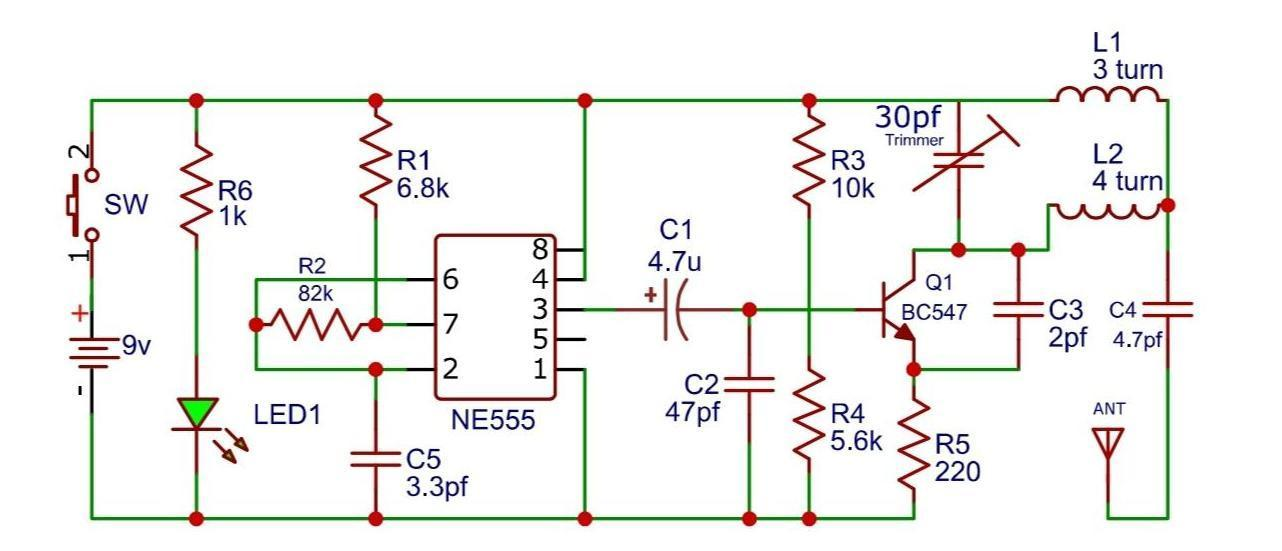 L1
3 turn
30pf
Trimmer
2
SW
1
R6
1k
R1
6.8k
R3
10k
L2
4 turn
R2
82k
6
7
2
8
4
3
5
1
NE555
C1
4.7u
+
Q1
BC547
C3
2pf
C4
4.7pf
+
9v
-
LED1
C2
47pf
R4
5.6k
R5
220
ANT
C5
3.3pf